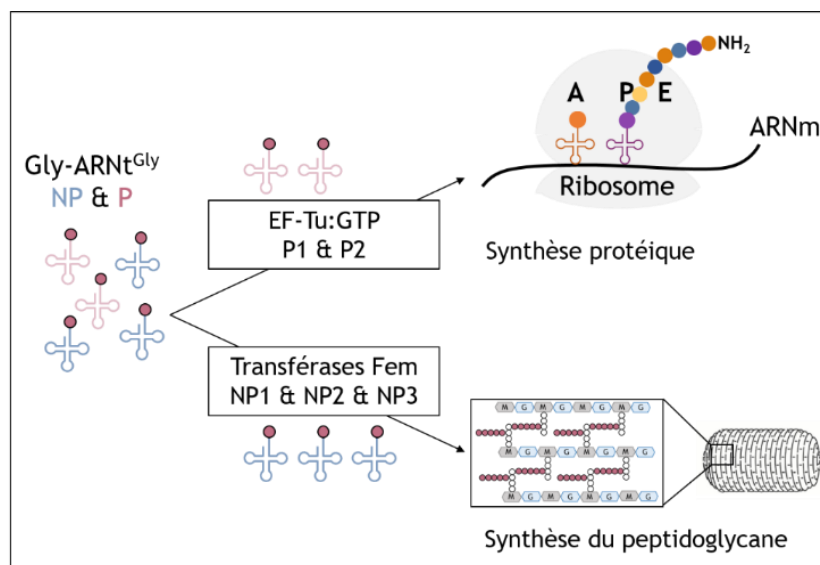 Gly-ARNtGly
NP & P
EF-Tu:GTP
P1 & P2
A P E
NH2
ARNm
Ribosome
Synthèse protéique
Transférases Fem
NP1 & NP2 & NP3
M G M G M G
M G M G M G
M G M G M G
Synthèse du peptidoglycane